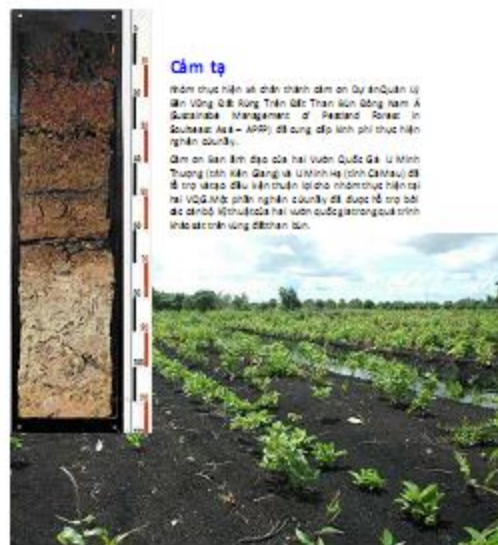 Cảm tạ
Nhóm thực hiện xin chân thành cảm ơn Dự án Quản Lý
Bền Vững Đất Rừng Trên Đất Than Bùn Đông Nam Á
(Sustainable Management of Peatland Forest in
Southeast Asia – APFP) đã cung cấp kinh phí thực hiện
nghiên cứu này.
Cảm ơn Ban lãnh đạo của hai Vườn Quốc Gia U Minh
Thượng (tỉnh Kiên Giang) và U Minh Hạ (tỉnh Cà Mau) đã
hỗ trợ và tạo điều kiện thuận lợi cho nhóm thực hiện tại
hai VQG. Một phần nghiên cứu này đã được hỗ trợ bởi
các cán bộ kỹ thuật của hai vườn quốc gia trong quá trình
khảo sát trên vùng đất than bùn.